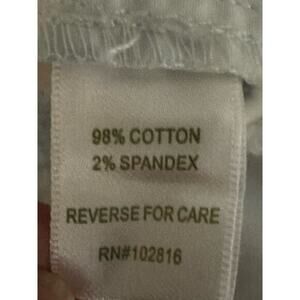 98% COTTON
2% SPANDEX
REVERSE FOR CARE
RN#102816